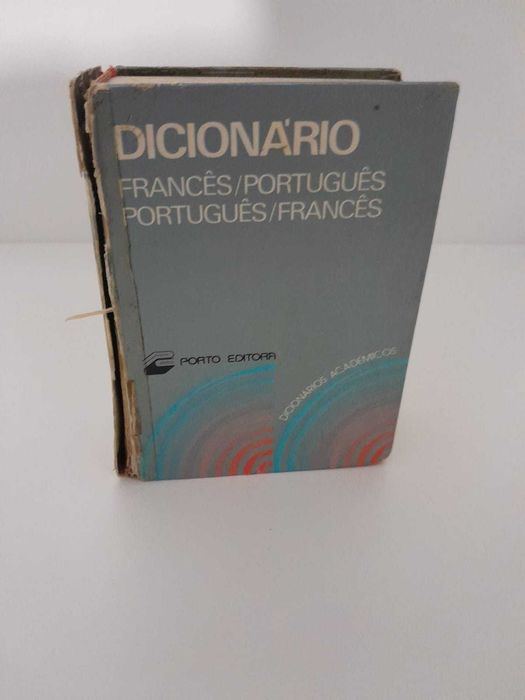 DICIONÁRIO
FRANCÊS/PORTUGUÊS
PORTUGUÊS/FRANCÊS
PORTO EDITORA
DICIONÁRIOS ACADÉMICOS